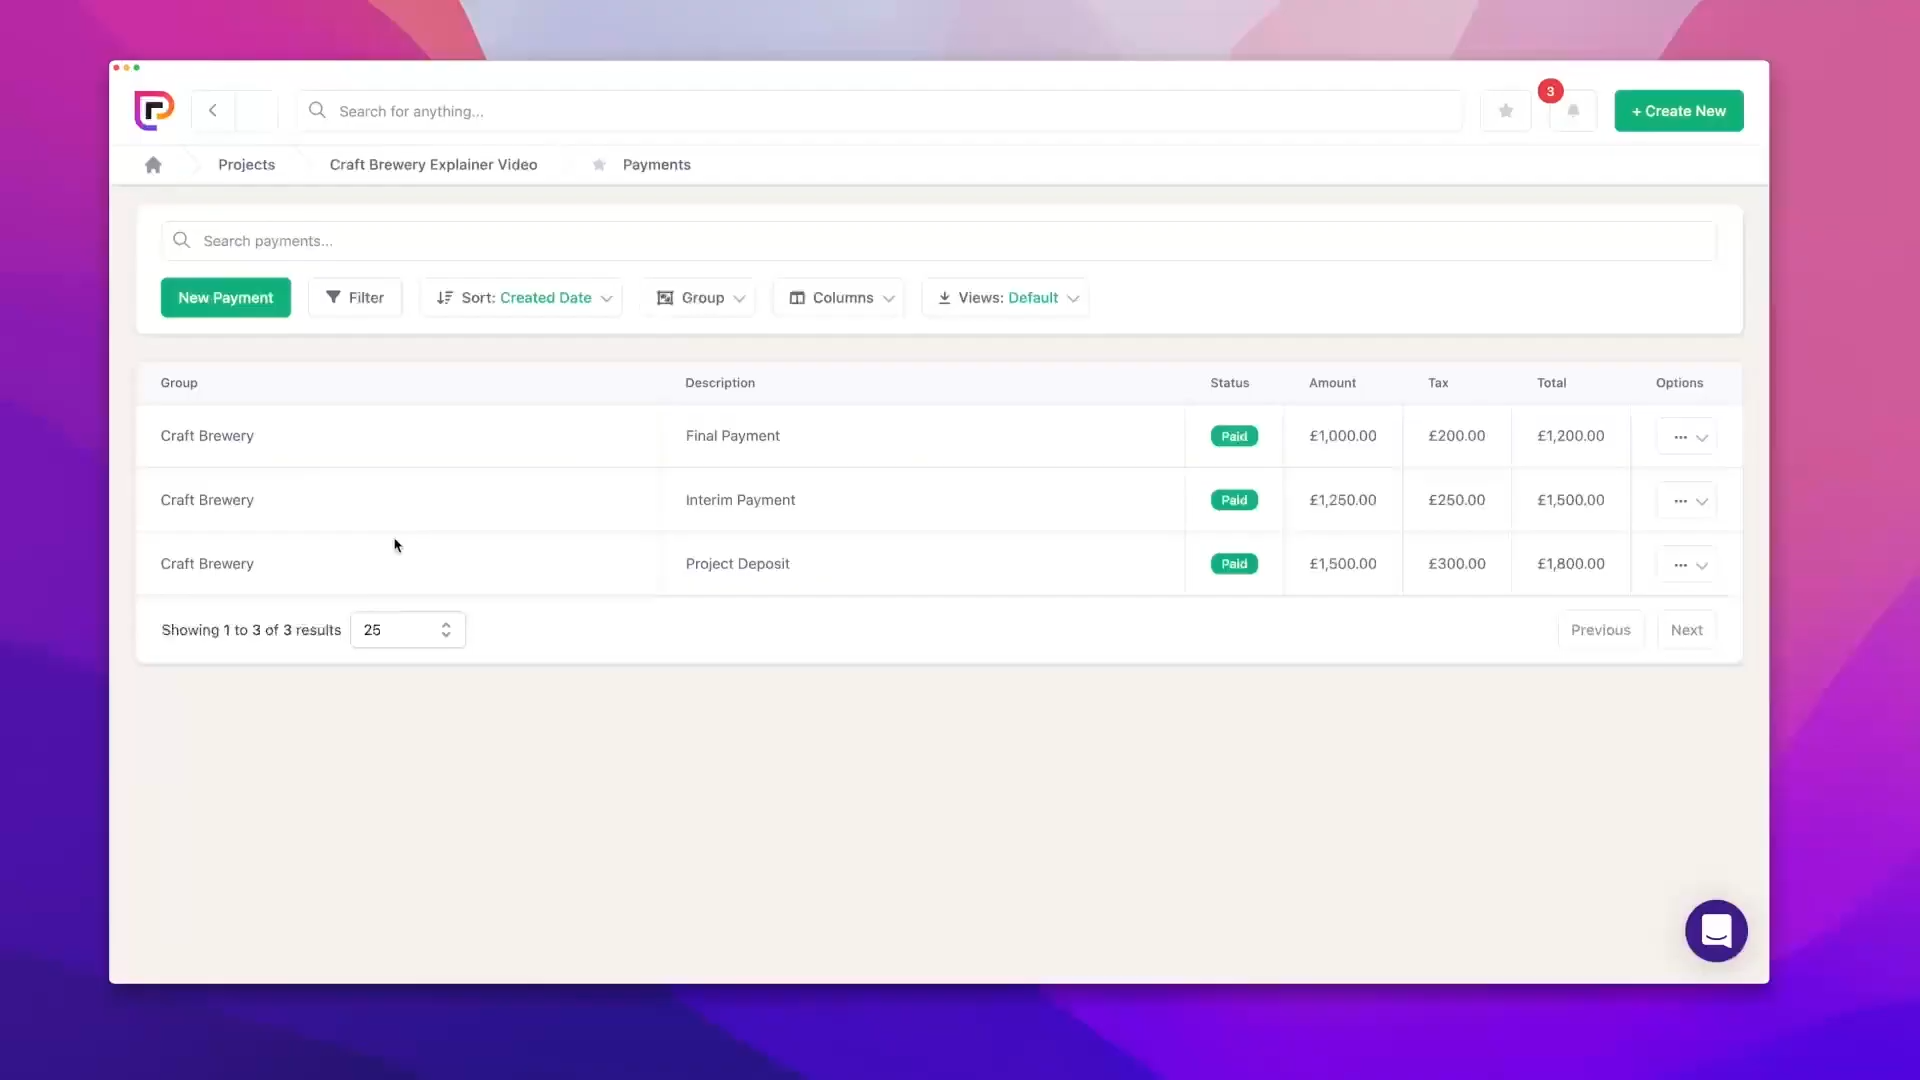 Search for anything...
3
+ Create New
Projects
Craft Brewery Explainer Video
Payments
Search payments...
New Payment
Filter
Sort: Created Date
Group
Columns
Views: Default
Group Description Status Amount Tax Total Options
Craft Brewery Final Payment Paid £1,000.00 £200.00 £1,200.00
Craft Brewery Interim Payment Paid £1,250.00 £250.00 £1,500.00
Craft Brewery Project Deposit Paid £1,500.00 £300.00 £1,800.00
Showing 1 to 3 of 3 results 25 Previous Next